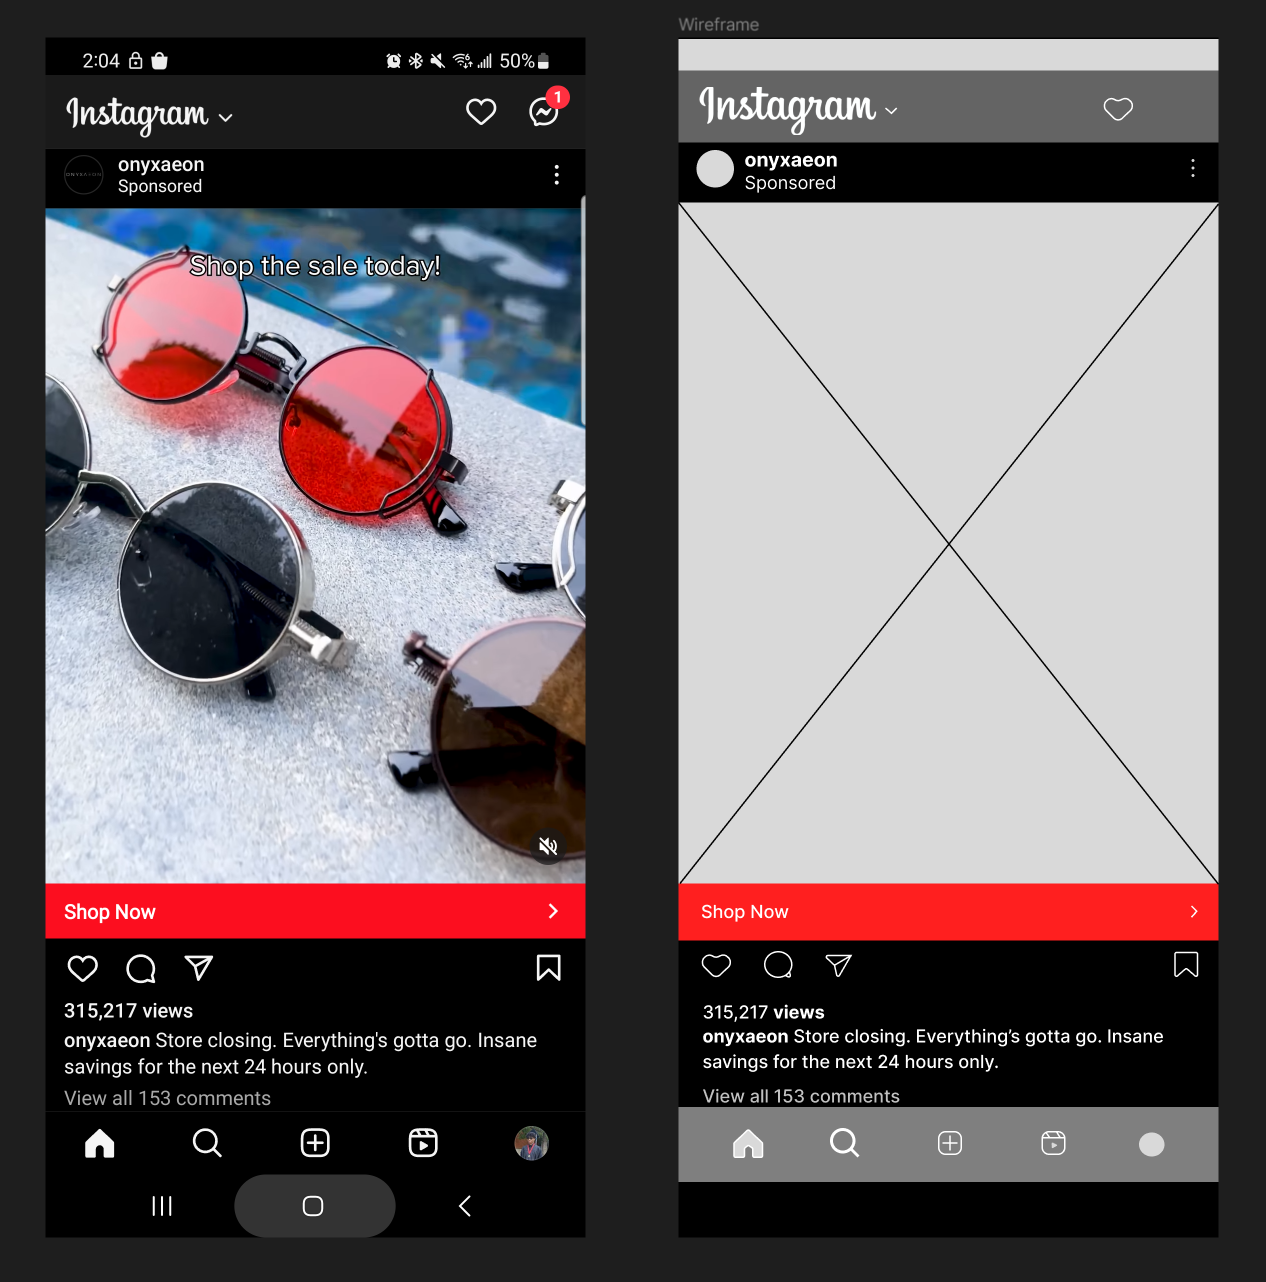 Wireframe
2:04
50%
Instagram
1
onyxaeon
Sponsored
Shop the sale today!
Shop Now
315,217 views
onyxaeon Store closing. Everything's gotta go. Insane
savings for the next 24 hours only.
View all 153 comments
Instagram
onyxaeon
Sponsored
Shop Now
315,217 views
onyxaeon Store closing. Everything’s gotta go. Insane
savings for the next 24 hours only.
View all 153 comments